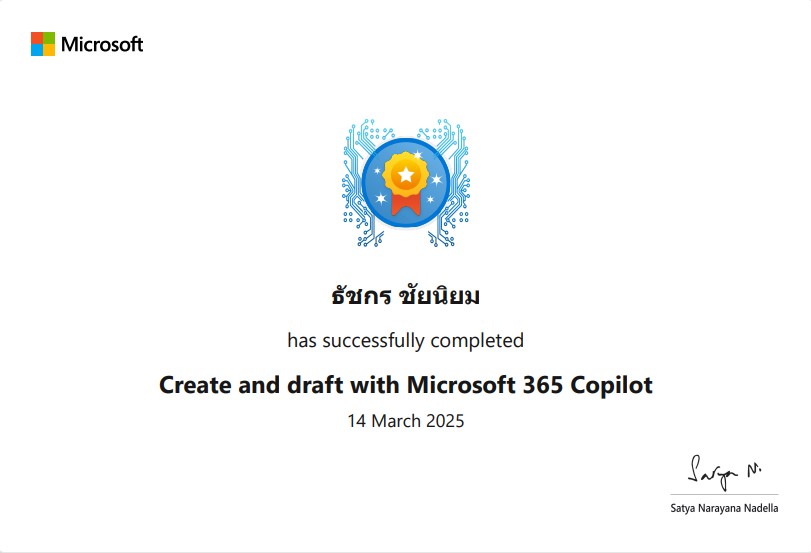 Microsoft
ธัชกร ชัยนิยม
has successfully completed
Create and draft with Microsoft 365 Copilot
14 March 2025
Satya N.
Satya Narayana Nadella